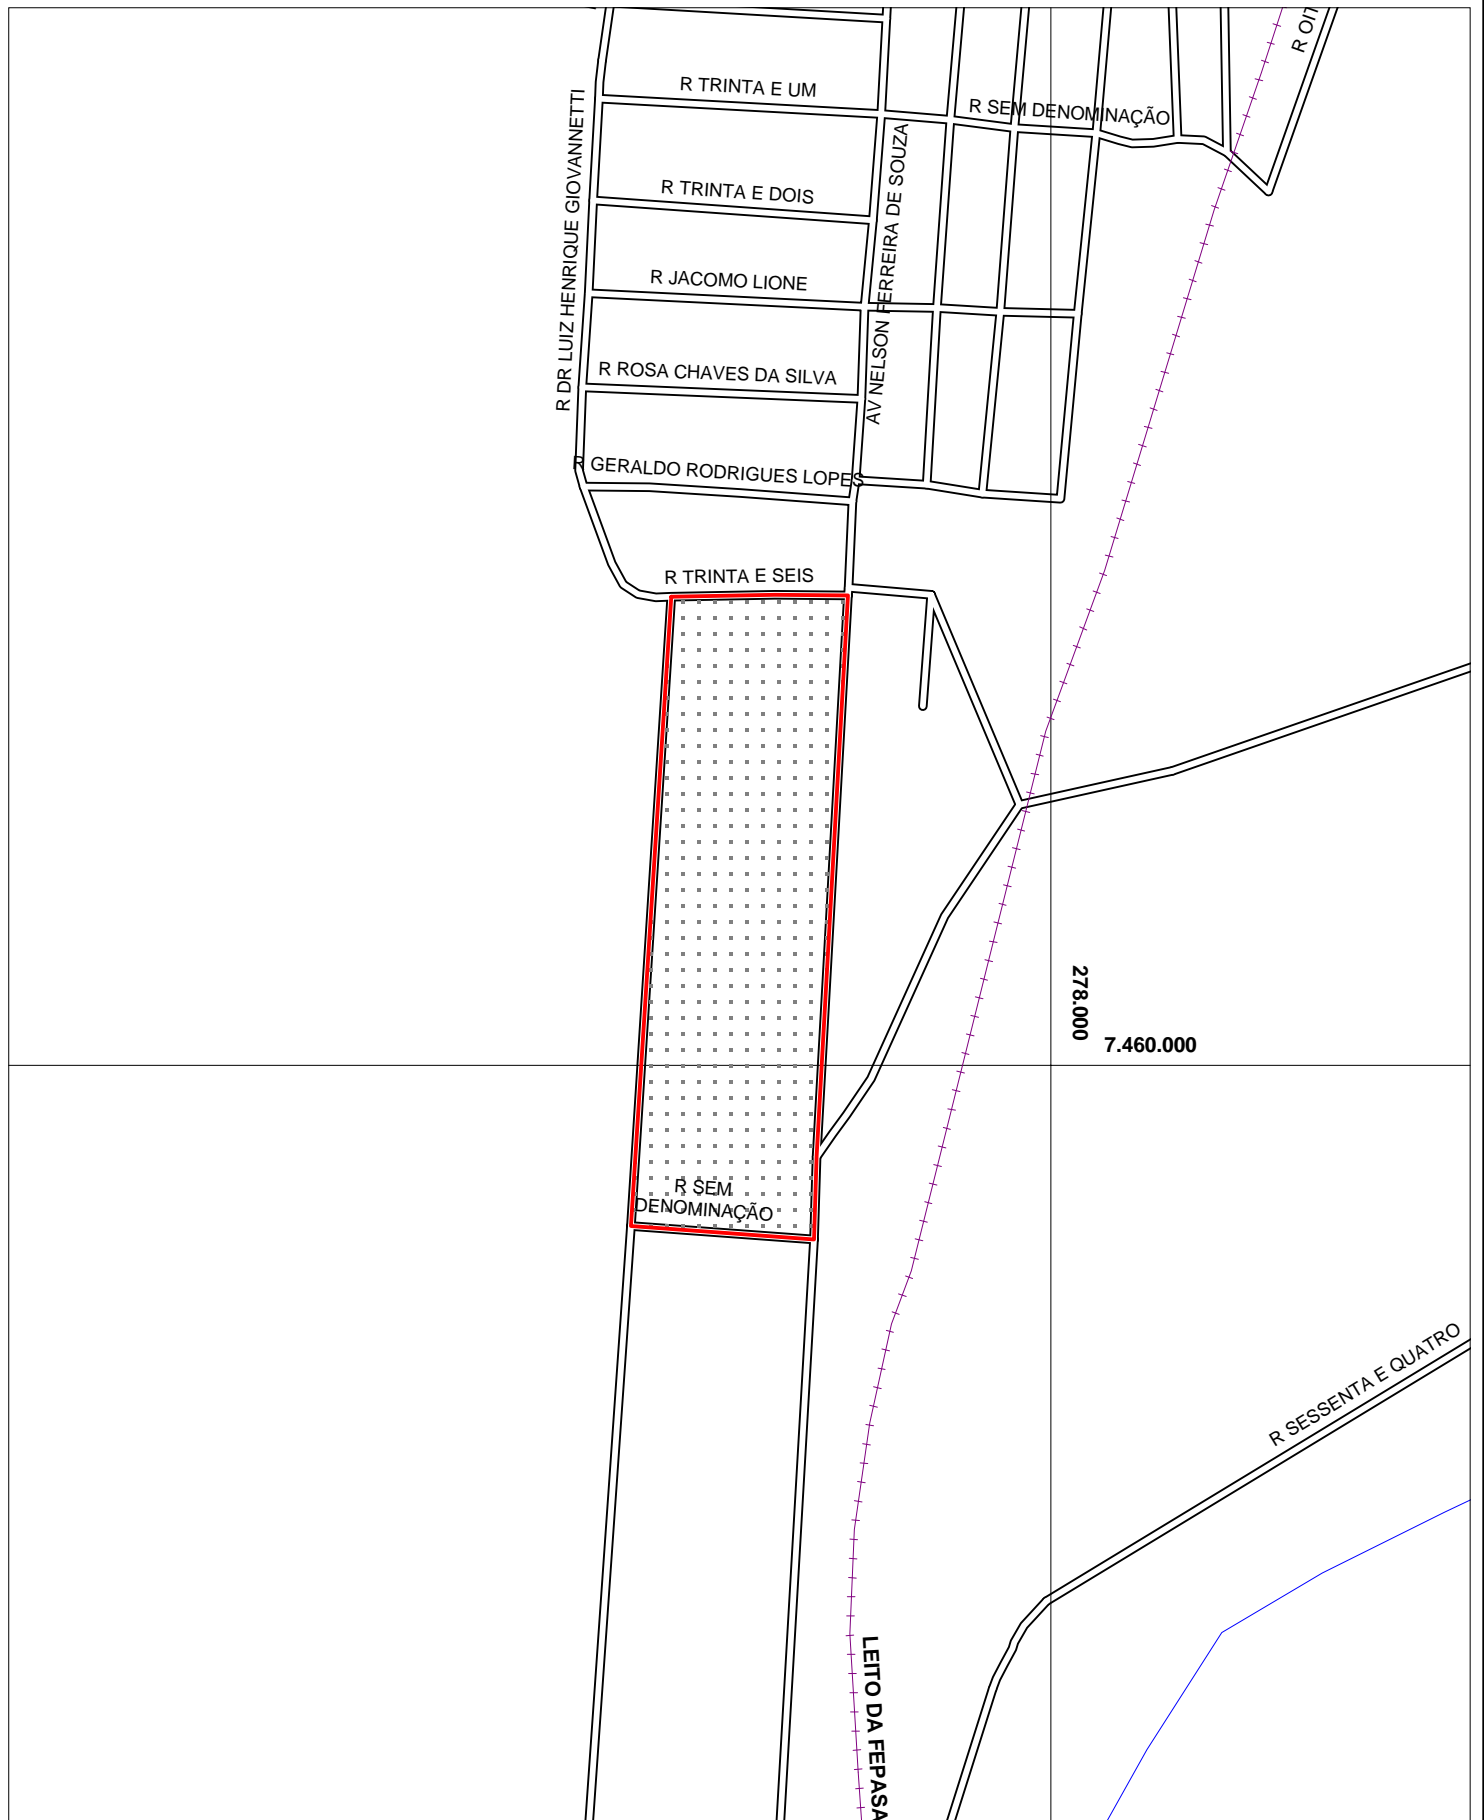 R OIT
R TRINTA E UM
R SEM DENOMINAÇÃO
R DR LUIZ HENRIQUE GIOVANNETTI
AV NELSON FERREIRA DE SOUZA
R TRINTA E DOIS
R JACOMO LIONE
R ROSA CHAVES DA SILVA
R GERALDO RODRIGUES LOPES
R TRINTA E SEIS
278.000
7.460.000
R SEM
DENOMINAÇÃO
R SESSENTA E QUATRO
LEITO DA FEPASA